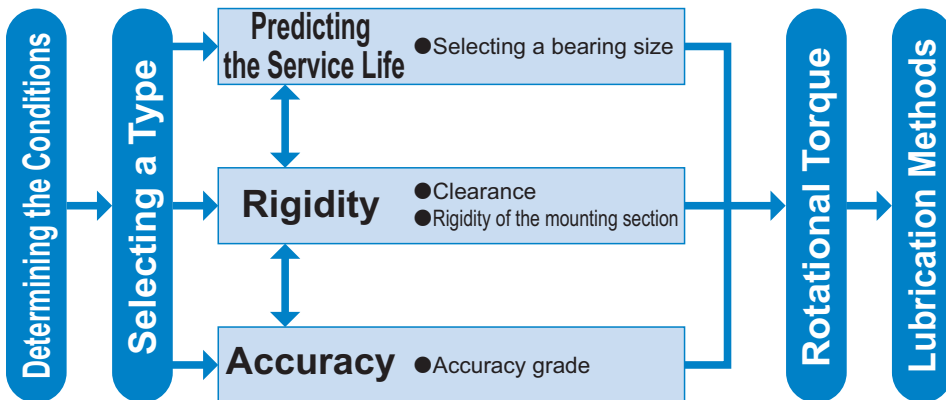 Determining the Conditions
Selecting a Type
Predicting
the Service Life
●Selecting a bearing size
Rigidity
●Clearance
●Rigidity of the mounting section
Accuracy
●Accuracy grade
Rotational Torque
Lubrication Methods